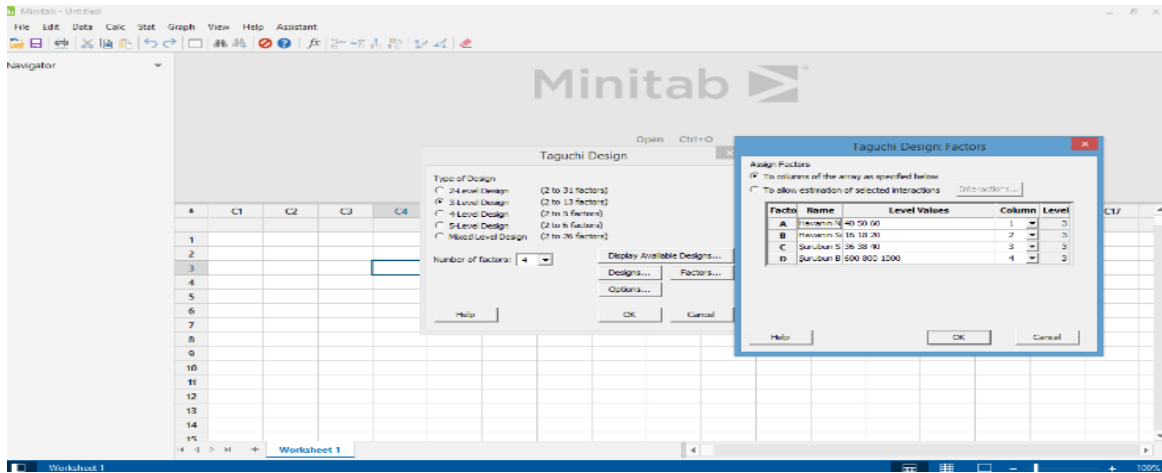 Minitab - Untitled
File Edit Data Calc Stat Graph View Help Assistant
Navigator
Minitab
Open Ctrl+O
Taguchi Design
Type of Design
2-Level Design (2 to 31 factors)
3-Level Design (2 to 13 factors)
4-Level Design (2 to 5 factors)
5-Level Design (2 to 6 factors)
Mixed Level Design (2 to 26 factors)
Number of factors: 4
Display Available Designs...
Designs... Factors...
Options...
Help OK Cancel
Taguchi Design: Factors
Assign Factors
To columns of the array as specified below
To allow estimation of selected interactions Interactions...
Facto Name Level Values Column Level
A Havanın N 40 50 60 1 3
B Havanın S 16 18 20 2 3
C Şurubun S 36 38 40 3 3
D Şurubun B 600 800 1000 4 3
Help OK Cancel
C1 C2 C3 C4 C17
1
2
3
4
5
6
7
8
9
10
11
12
13
14
15
Worksheet 1
Worksheet 1 100%